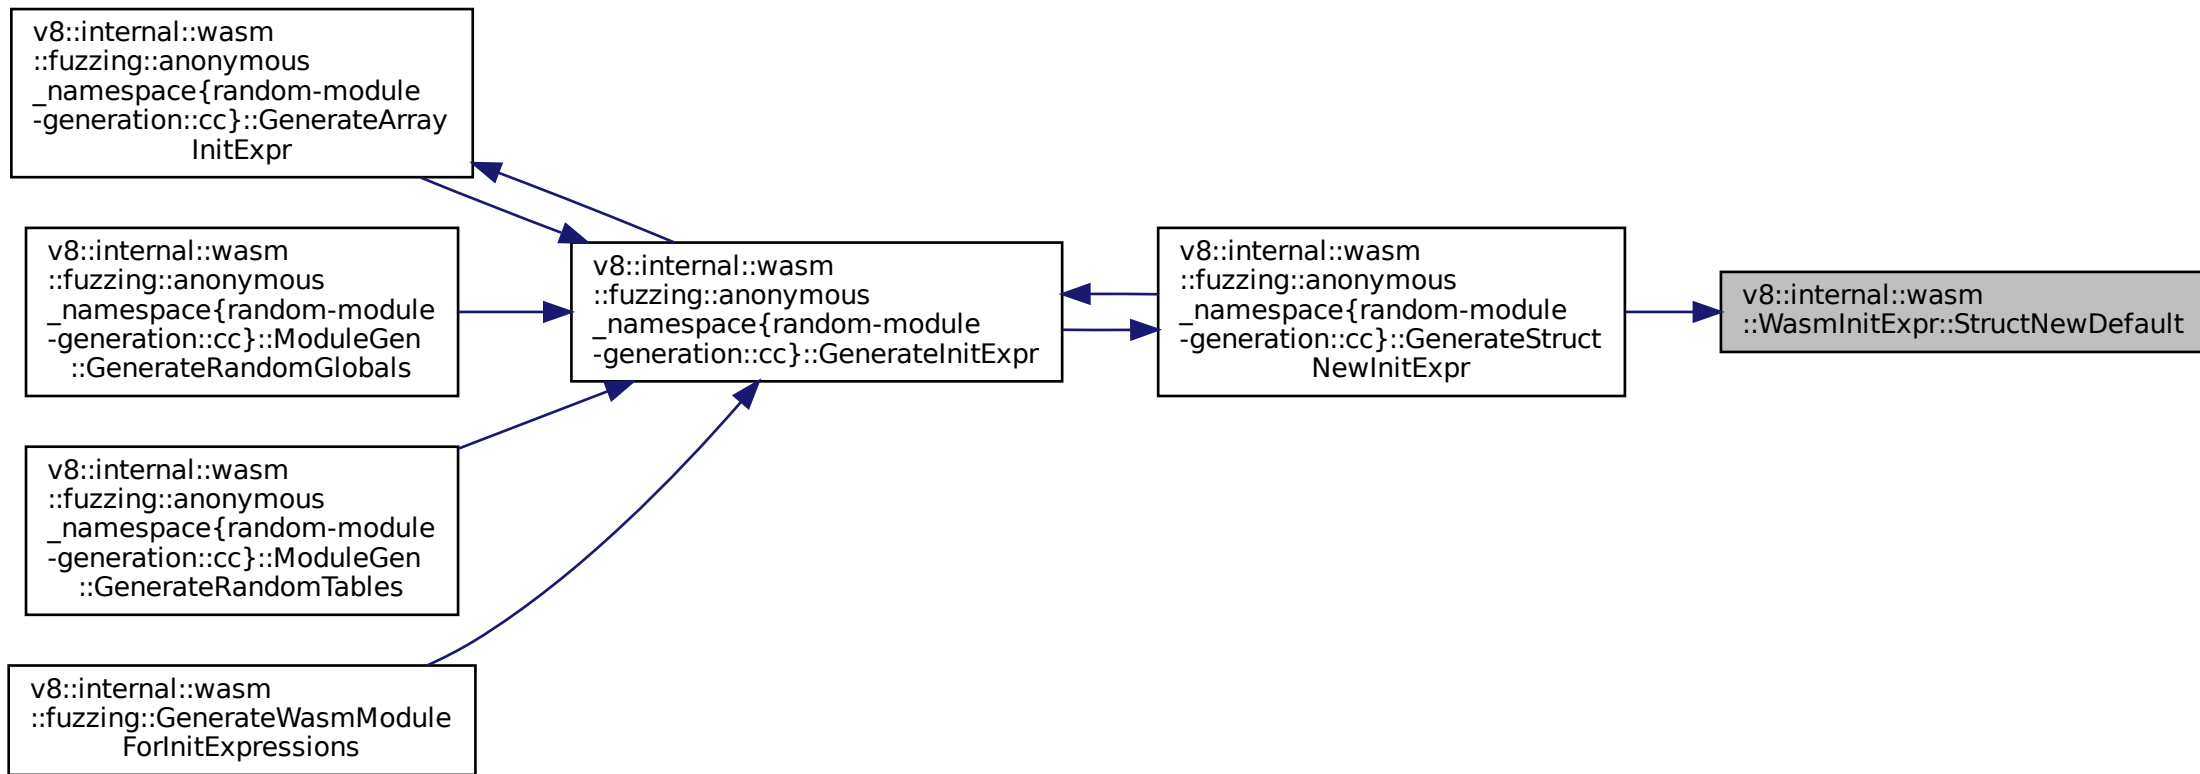 v8::internal::wasm
::fuzzing::anonymous
_namespace{random-module
-generation::cc}::GenerateArray
InitExpr
v8::internal::wasm
::fuzzing::anonymous
_namespace{random-module
-generation::cc}::ModuleGen
::GenerateRandomGlobals
v8::internal::wasm
::fuzzing::anonymous
_namespace{random-module
-generation::cc}::ModuleGen
::GenerateRandomTables
v8::internal::wasm
::fuzzing::GenerateWasmModule
ForInitExpressions
v8::internal::wasm
::fuzzing::anonymous
_namespace{random-module
-generation::cc}::GenerateInitExpr
v8::internal::wasm
::fuzzing::anonymous
_namespace{random-module
-generation::cc}::GenerateStruct
NewInitExpr
v8::internal::wasm
::WasmInitExpr::StructNewDefault